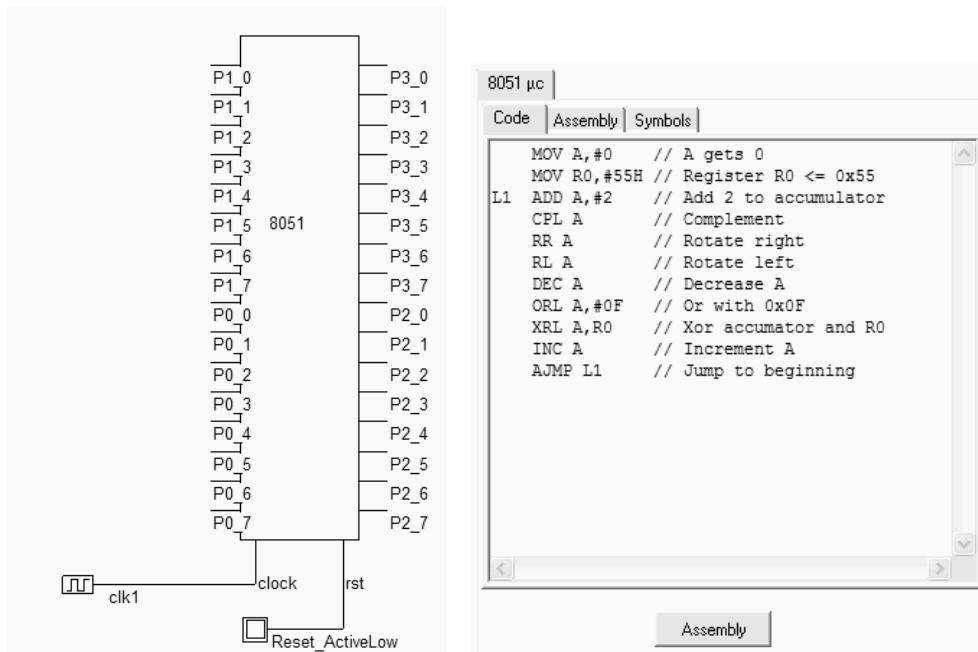 P1_0
P1_1
P1_2
P1_3
P1_4
P1_5
P1_6
P1_7
P0_0
P0_1
P0_2
P0_3
P0_4
P0_5
P0_6
P0_7
8051
P3_0
P3_1
P3_2
P3_3
P3_4
P3_5
P3_6
P3_7
P2_0
P2_1
P2_2
P2_3
P2_4
P2_5
P2_6
P2_7
clock
rst
clk1
Reset_ActiveLow
8051 µc
Code Assembly Symbols
MOV A,#0 // A gets 0
MOV R0,#55H // Register R0 <= 0x55
L1 ADD A,#2 // Add 2 to accumulator
CPL A // Complement
RR A // Rotate right
RL A // Rotate left
DEC A // Decrease A
ORL A,#0F // Or with 0x0F
XRL A,R0 // Xor accumator and R0
INC A // Increment A
AJMP L1 // Jump to beginning
Assembly